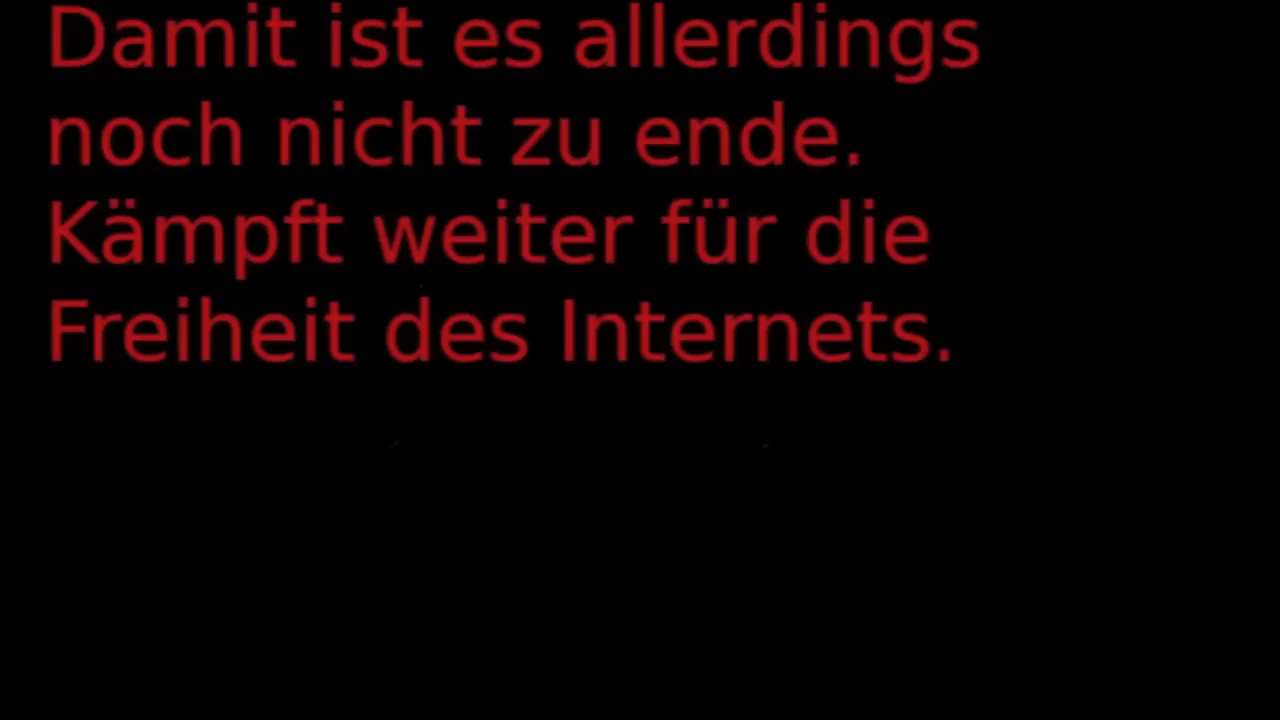 Damit ist es allerdings
noch nicht zu ende.
Kämpft weiter für die
Freiheit des Internets.